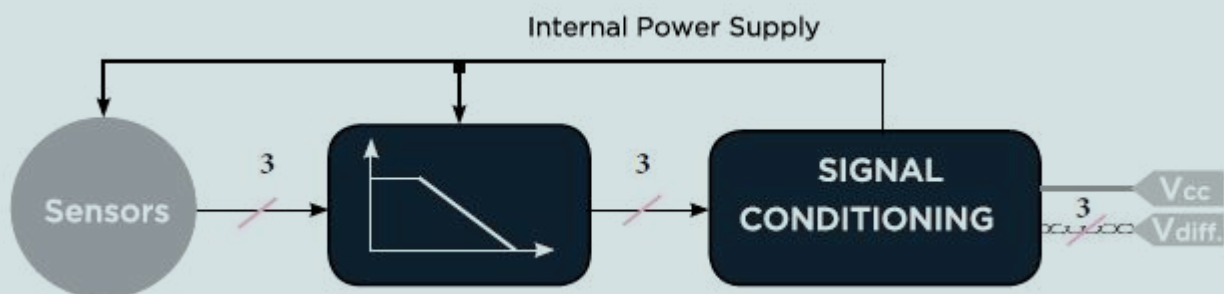 Internal Power Supply
Sensors
3
3
SIGNAL
CONDITIONING
Vcc
3
Vdiff.